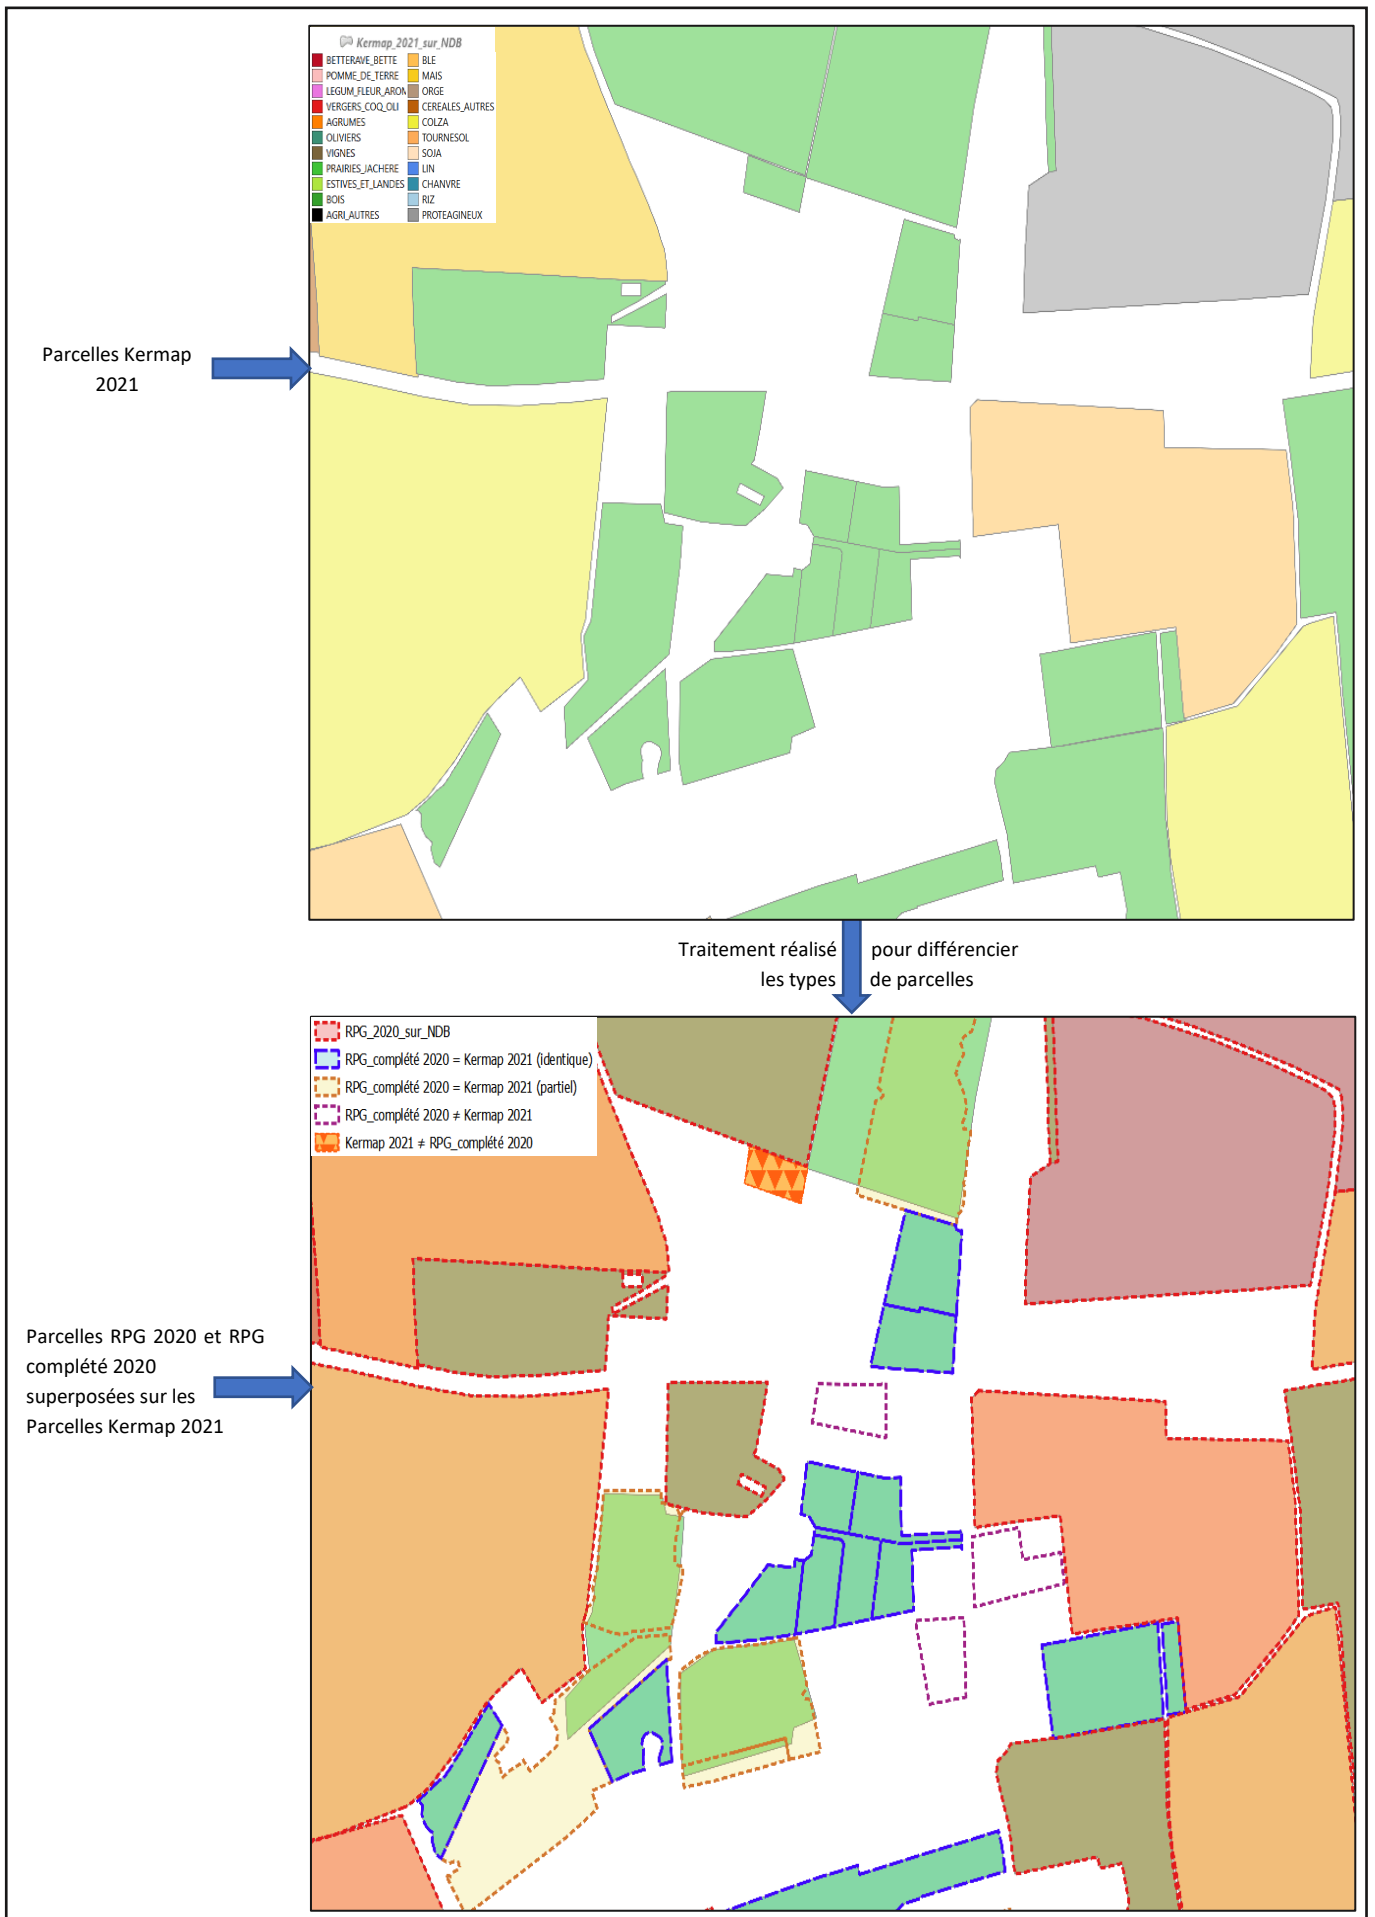 Kermap_2021_sur_NDB
BETTERAVE_BETTE BLE
POMME_DE_TERRE MAIS
LEGUM_FLEUR_AROM ORGE
VERGERS_COQ_OLI CEREALES_AUTRES
AGRUMES COLZA
OLIVIERS TOURNESOL
VIGNES SOJA
PRAIRIES_JACHERE LIN
ESTIVES_ET_LANDES CHANVRE
BOIS RIZ
AGRI_AUTRES PROTEAGINEUX
Parcelles Kermap
2021
Traitement réalisé pour différencier
les types de parcelles
RPG_2020_sur_NDB
RPG_complété 2020 = Kermap 2021 (identique)
RPG_complété 2020 = Kermap 2021 (partiel)
RPG_complété 2020 ≠ Kermap 2021
Kermap 2021 ≠ RPG_complété 2020
Parcelles RPG 2020 et RPG
complété 2020
superposées sur les
Parcelles Kermap 2021